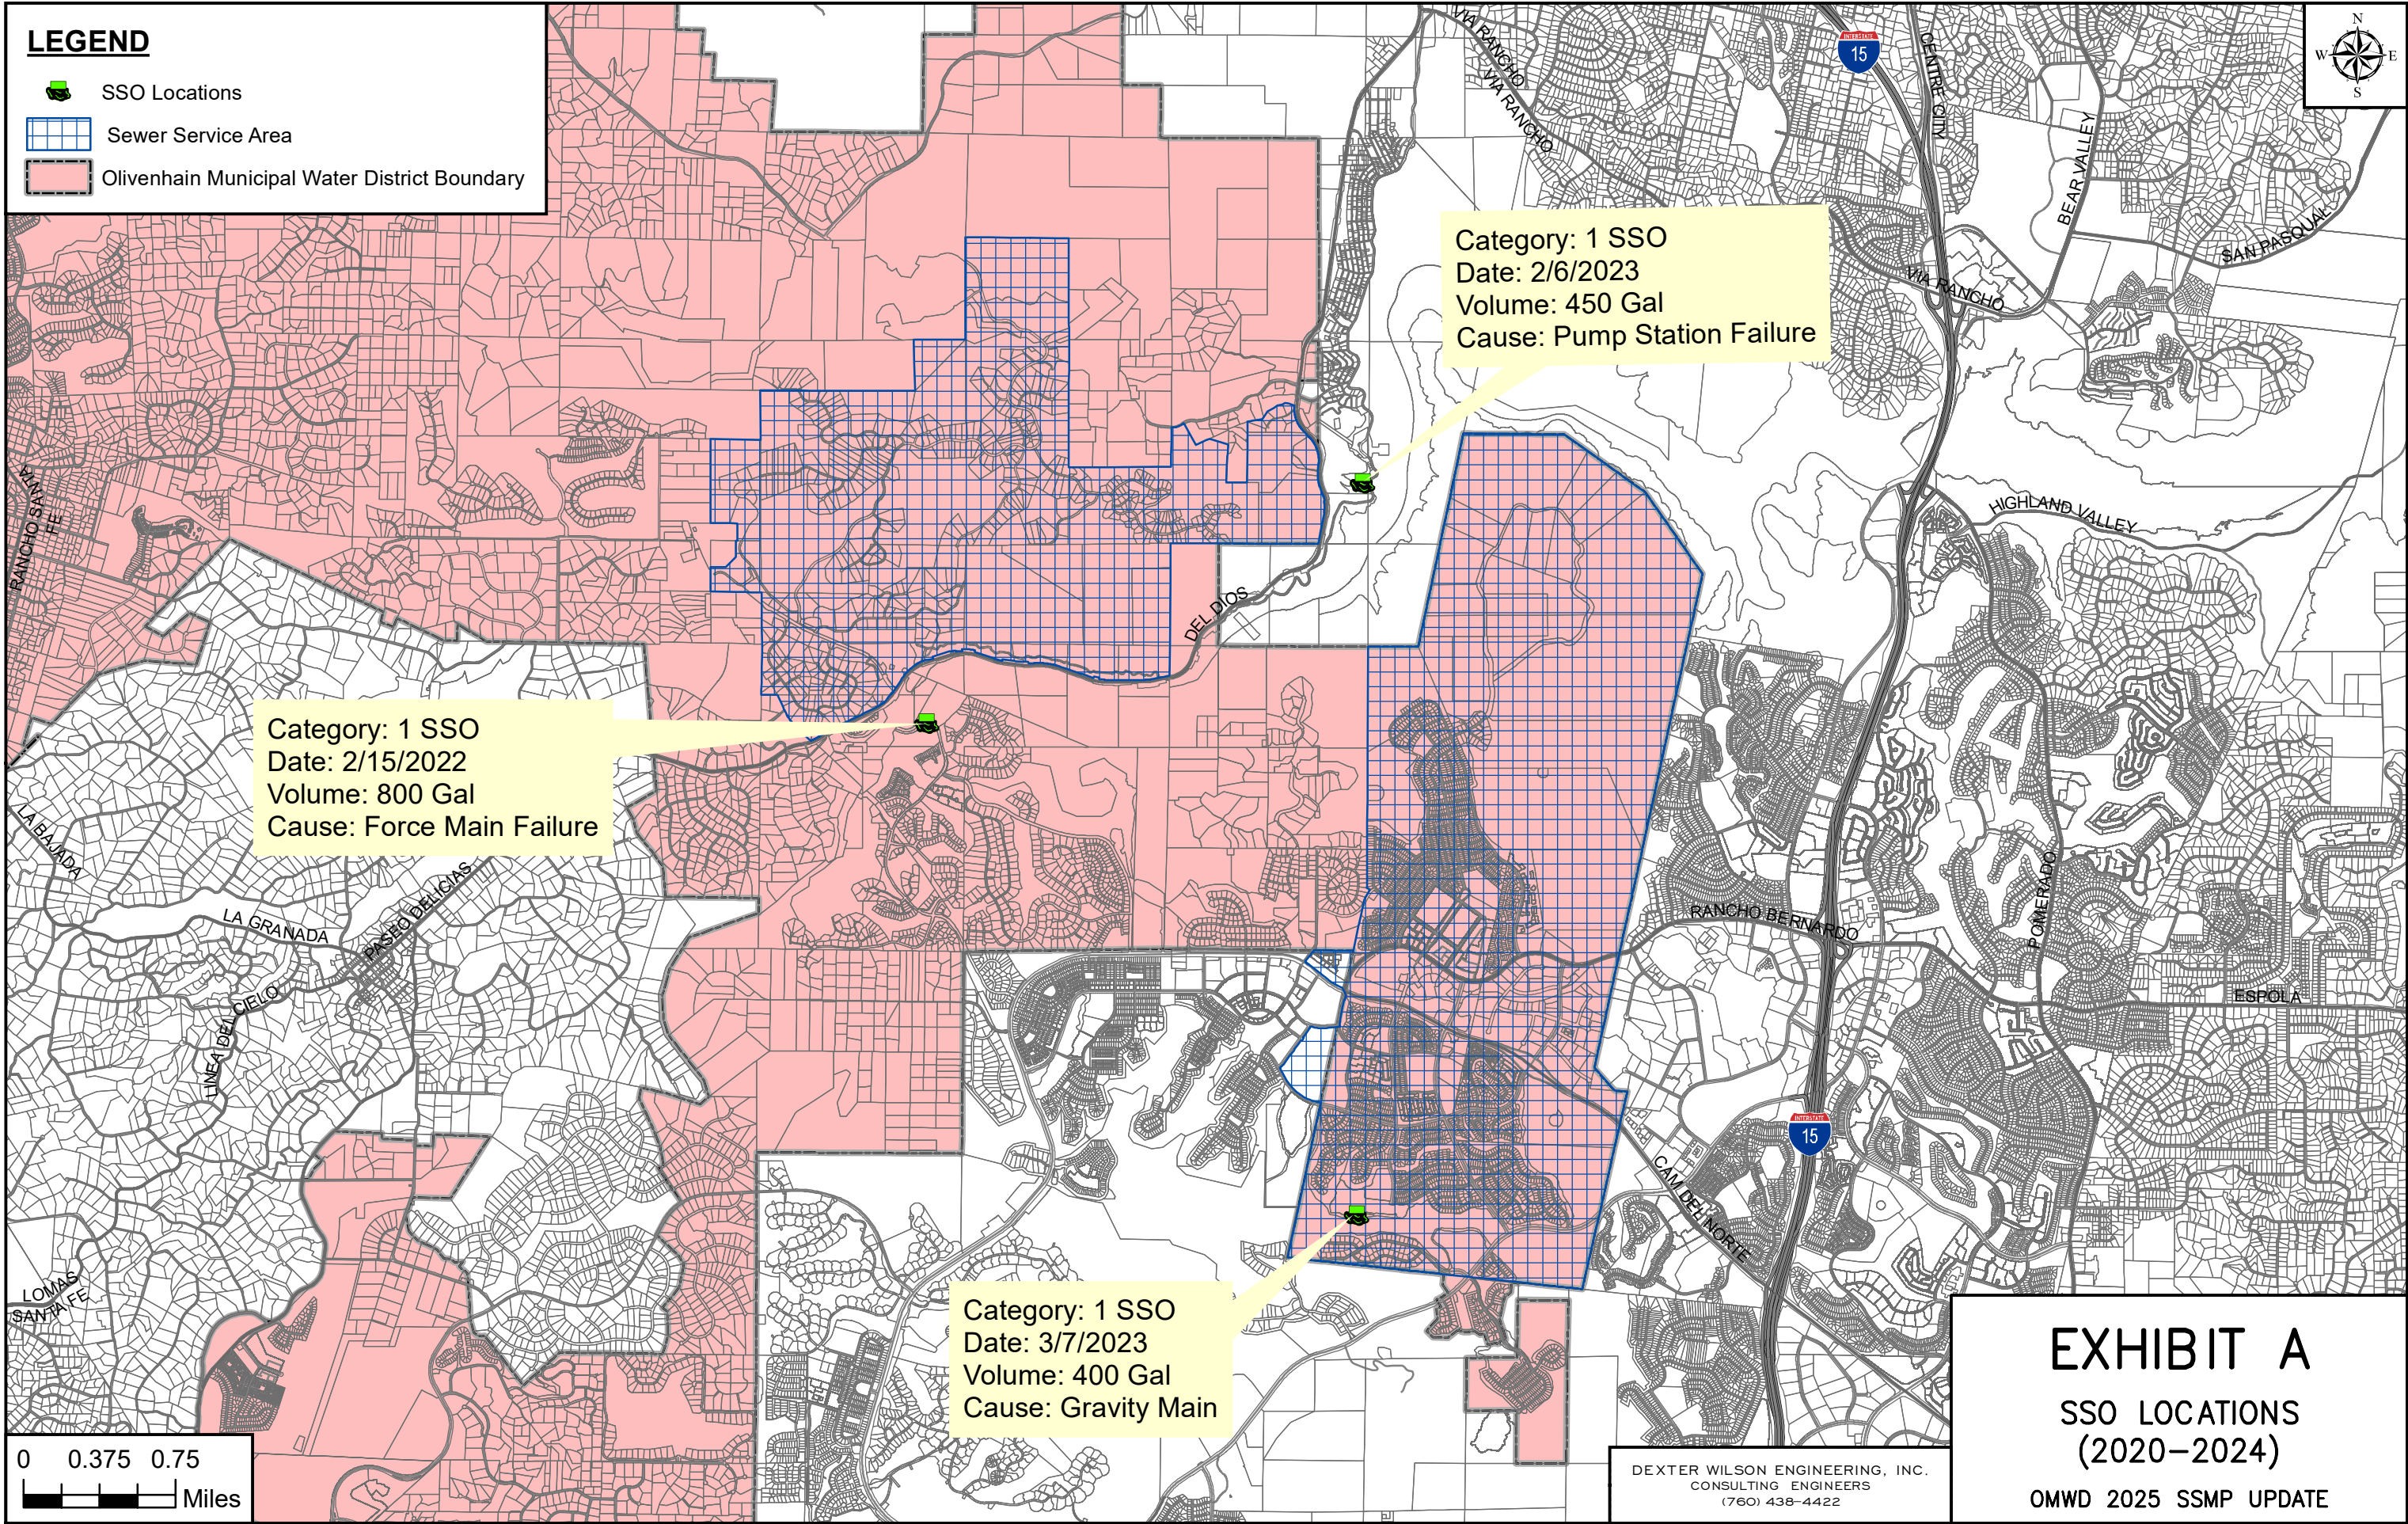 LEGEND
SSO Locations
Sewer Service Area
Olivenhain Municipal Water District Boundary
N
W
E
S
VIA RANCHO
VIA RANCHO
INTERSTATE
15
CENTRE CITY
BEAR VALLEY
SAN PASQUAL
VIA RANCHO
Category: 1 SSO
Date: 2/6/2023
Volume: 450 Gal
Cause: Pump Station Failure
RANCHO SANTA
FE
HIGHLAND VALLEY
DEL DIOS
Category: 1 SSO
Date: 2/15/2022
Volume: 800 Gal
Cause: Force Main Failure
LA BAJADA
LA GRANADA
PASEO DELICIAS
LINEA DEL CIELO
RANCHO BERNARDO
POMERADO
ESPOLA
INTERSTATE
15
CAM DEL NORTE
LOMAS
SANTA FE
Category: 1 SSO
Date: 3/7/2023
Volume: 400 Gal
Cause: Gravity Main
0 0.375 0.75
Miles
DEXTER WILSON ENGINEERING, INC.
CONSULTING ENGINEERS
(760) 438-4422
EXHIBIT A
SSO LOCATIONS
(2020-2024)
OMWD 2025 SSMP UPDATE